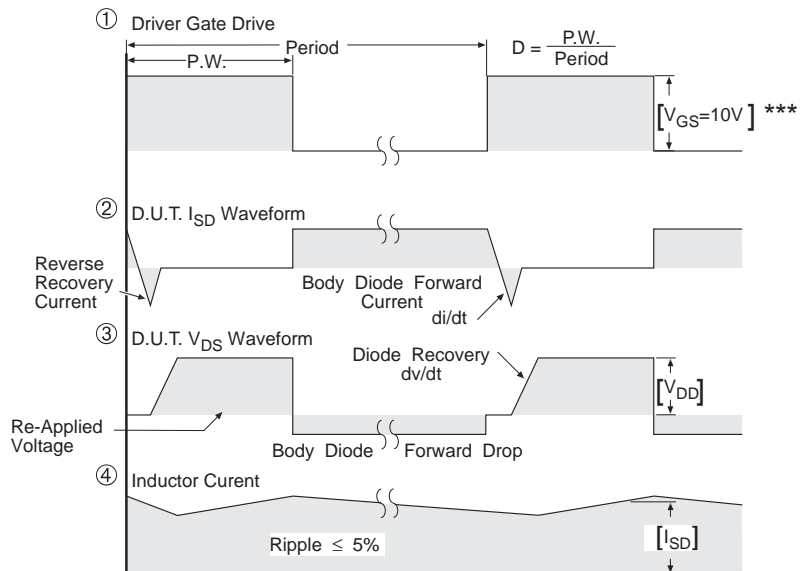 ① Driver Gate Drive
Period
P.W.
D = P.W. / Period
[VGS=10V] ***
② D.U.T. ISD Waveform
Reverse
Recovery
Current
Body Diode Forward
Current
di/dt
③ D.U.T. VDS Waveform
Diode Recovery
dv/dt
[VDD]
Re-Applied
Voltage
Body Diode Forward Drop
④ Inductor Curent
Ripple ≤ 5%
[ISD]